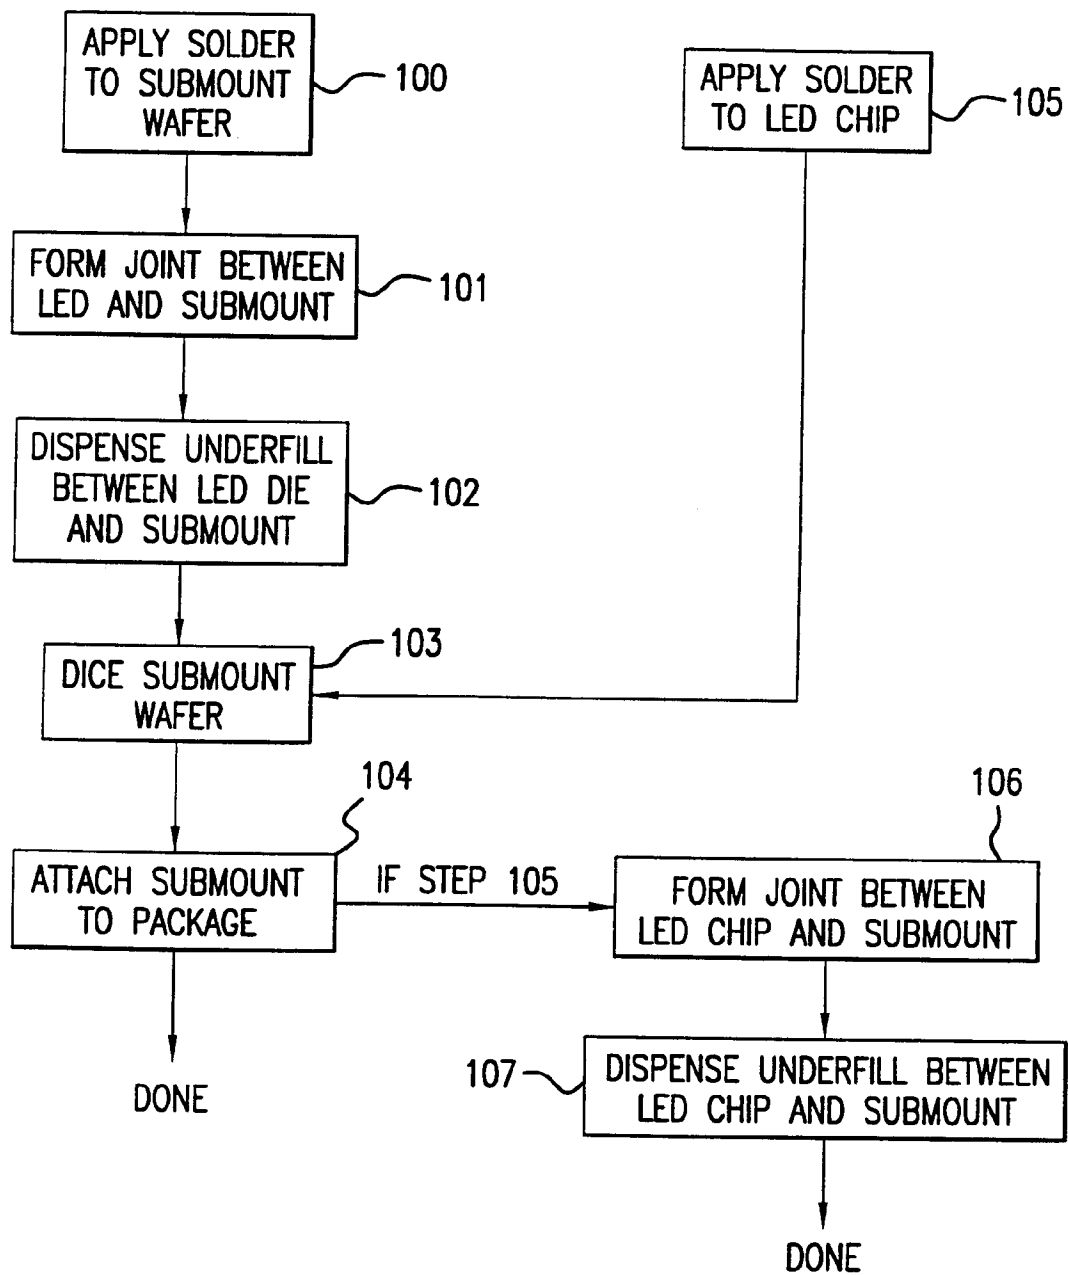 APPLY SOLDER
TO SUBMOUNT
WAFER
100
APPLY SOLDER
TO LED CHIP
105
FORM JOINT BETWEEN
LED AND SUBMOUNT
101
DISPENSE UNDERFILL
BETWEEN LED DIE
AND SUBMOUNT
102
DICE SUBMOUNT
WAFER
103
ATTACH SUBMOUNT
TO PACKAGE
104
IF STEP 105
FORM JOINT BETWEEN
LED CHIP AND SUBMOUNT
106
DONE
DISPENSE UNDERFILL BETWEEN
LED CHIP AND SUBMOUNT
107
DONE